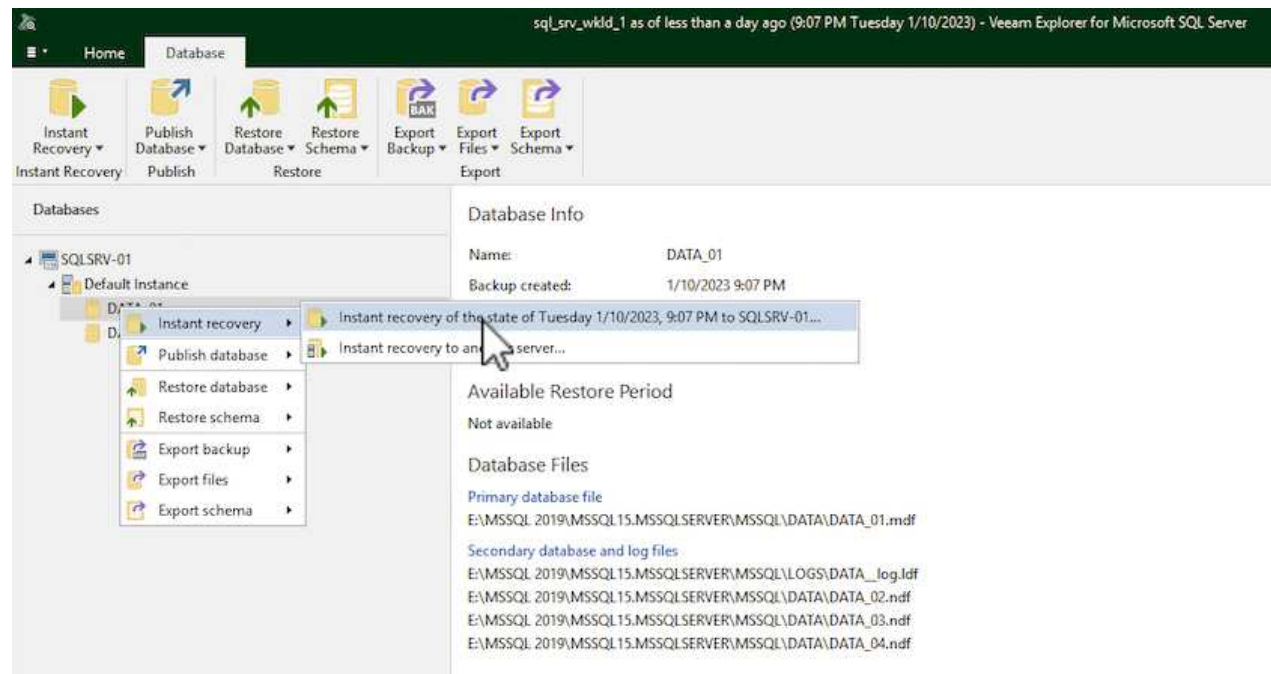 sql_srv_wkld_1 as of less than a day ago (9:07 PM Tuesday 1/10/2023) - Veeam Explorer for Microsoft SQL Server
Home Database
Instant Recovery
Publish Database
Restore Database
Restore Schema
Export Backup
Export Files
Export Schema
BAK
Instant Recovery Publish Restore Export
Databases
SQLSRV-01
Default Instance
Instant recovery
Publish database
Restore database
Restore schema
Export backup
Export files
Export schema
Instant recovery of the state of Tuesday 1/10/2023, 9:07 PM to SQLSRV-01...
Instant recovery to server...
Database Info
Name: DATA_01
Backup created: 1/10/2023 9:07 PM
Available Restore Period
Not available
Database Files
Primary database file
E:\MSSQL 2019\MSSQL15.MSSQLSERVER\MSSQL\DATA\DATA_01.mdf
Secondary database and log files
E:\MSSQL 2019\MSSQL15.MSSQLSERVER\MSSQL\LOGS\DATA__log.ldf
E:\MSSQL 2019\MSSQL15.MSSQLSERVER\MSSQL\DATA\DATA_02.ndf
E:\MSSQL 2019\MSSQL15.MSSQLSERVER\MSSQL\DATA\DATA_03.ndf
E:\MSSQL 2019\MSSQL15.MSSQLSERVER\MSSQL\DATA\DATA_04.ndf